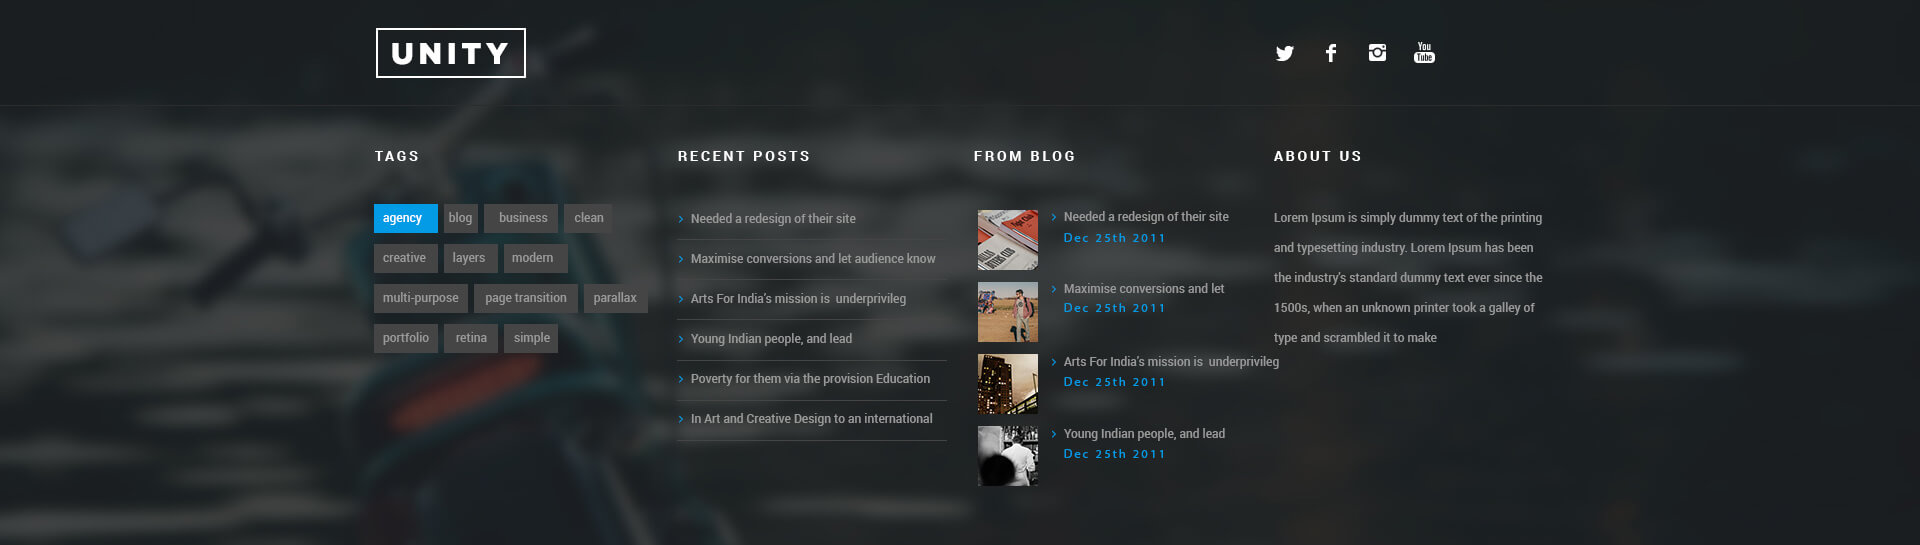 UNITY
You
Tube
TAGS
agency
blog
business
clean
creative
layers
modern
multi-purpose
page transition
parallax
portfolio
retina
simple
RECENT POSTS
Needed a redesign of their site
Maximise conversions and let audience know
Arts For India's mission is underprivileg
Young Indian people, and lead
Poverty for them via the provision Education
In Art and Creative Design to an international
FROM BLOG
Needed a redesign of their site
Dec 25th 2011
Maximise conversions and let
Dec 25th 2011
Arts For India's mission is underprivileg
Dec 25th 2011
Young Indian people, and lead
Dec 25th 2011
ABOUT US
Lorem Ipsum is simply dummy text of the printing
and typesetting industry. Lorem Ipsum has been
the industry's standard dummy text ever since the
1500s, when an unknown printer took a galley of
type and scrambled it to make